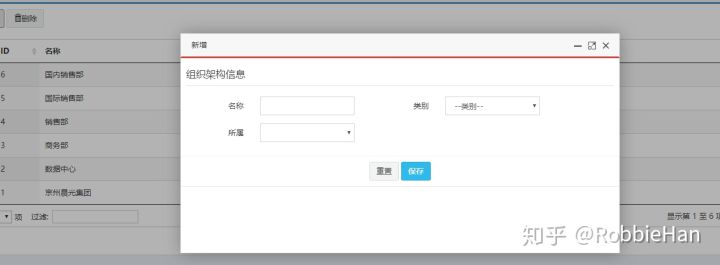 删除
新增
ID 名称
组织架构信息
6 国内销售部
名称 类别 --类别--
5 国际销售部
4 销售部
所属
3 商务部
2 数据中心
重置 保存
1 京州晨光集团
项 过滤:
显示第 1 至 6 项
知乎 @RobbieHan